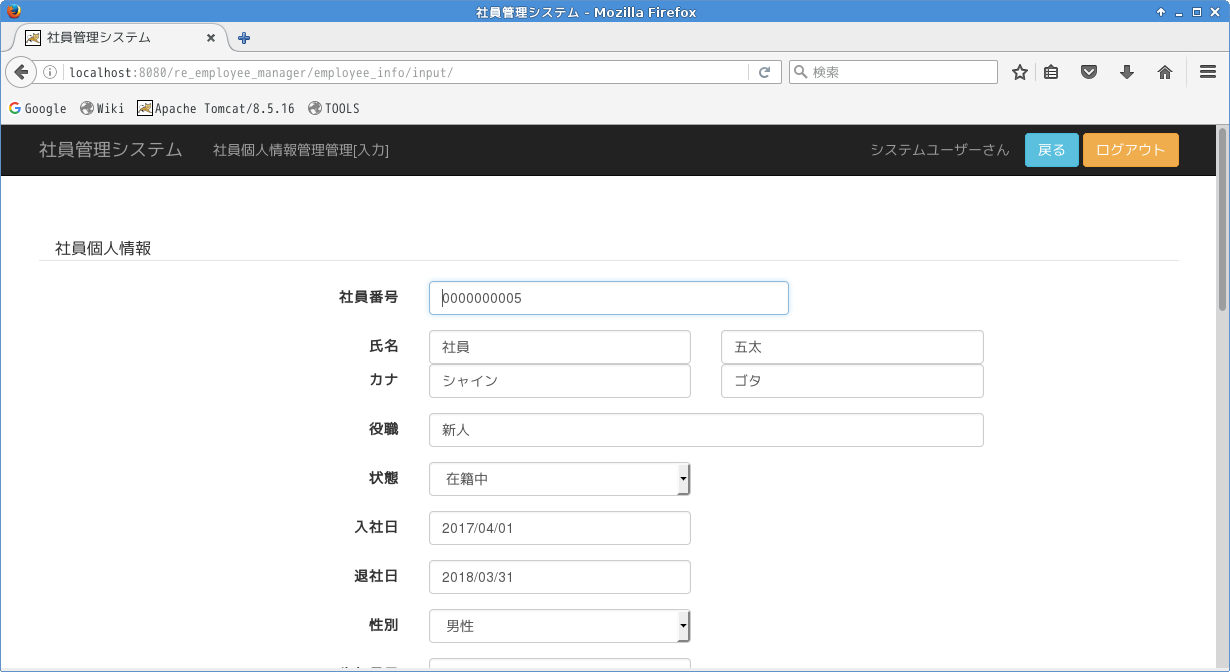 社員管理システム - Mozilla Firefox
社員管理システム
localhost:8080/re_employee_manager/employee_info/input/
検索
Google Wiki Apache Tomcat/8.5.16 TOOLS
社員管理システム 社員個人情報管理管理[入力] システムユーザーさん 戻る ログアウト
社員個人情報
社員番号 0000000005
氏名 社員 五太
カナ シャイン ゴタ
役職 新人
状態 在籍中
入社日 2017/04/01
退社日 2018/03/31
性別 男性